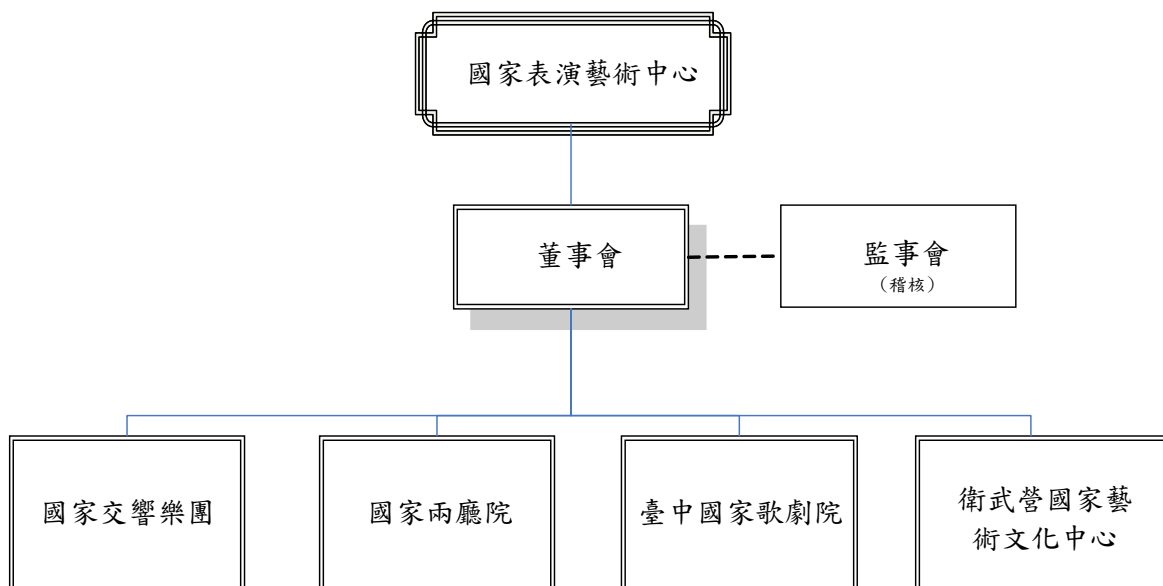 國家表演藝術中心
董事會
監事會
（稽核）
國家交響樂團
國家兩廳院
臺中國家歌劇院
衛武營國家藝
術文化中心